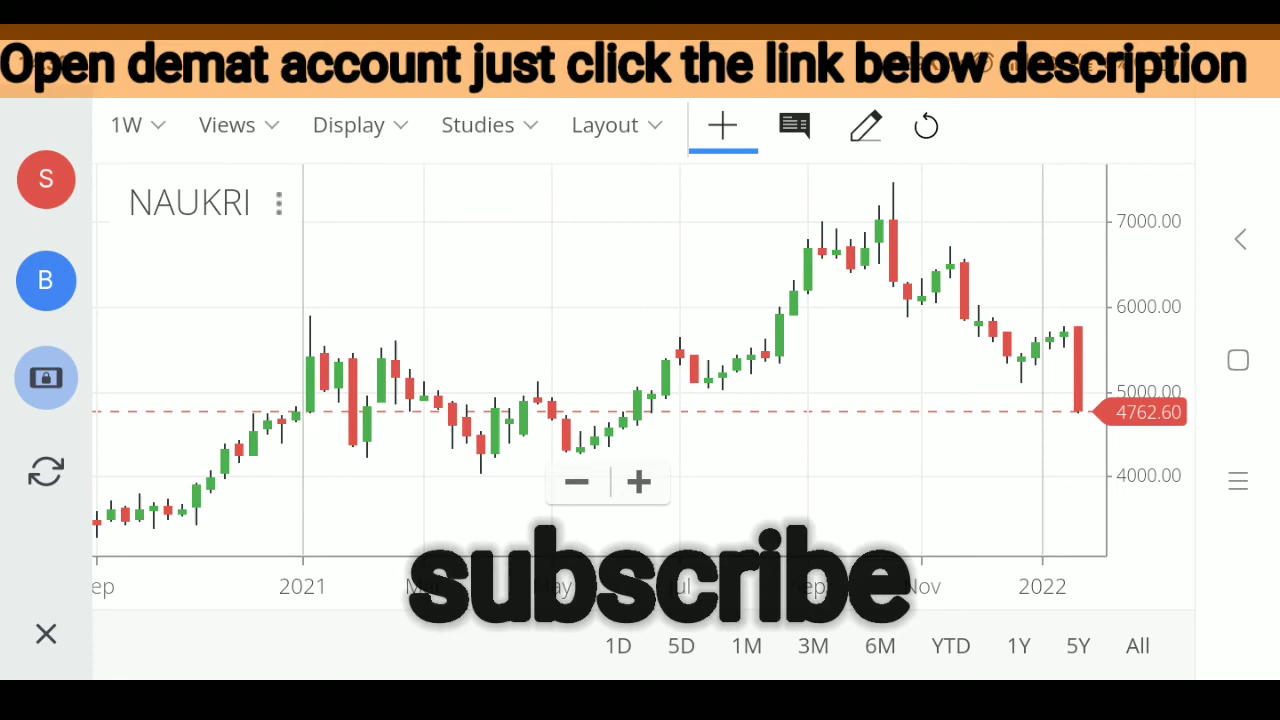 Open demat account just click the link below description
1W Views Display Studies Layout
S
NAUKRI
7000.00
B
6000.00
5000.00
4762.60
4000.00
subscribe
2021 2022
1D 5D 1M 3M 6M YTD 1Y 5Y All